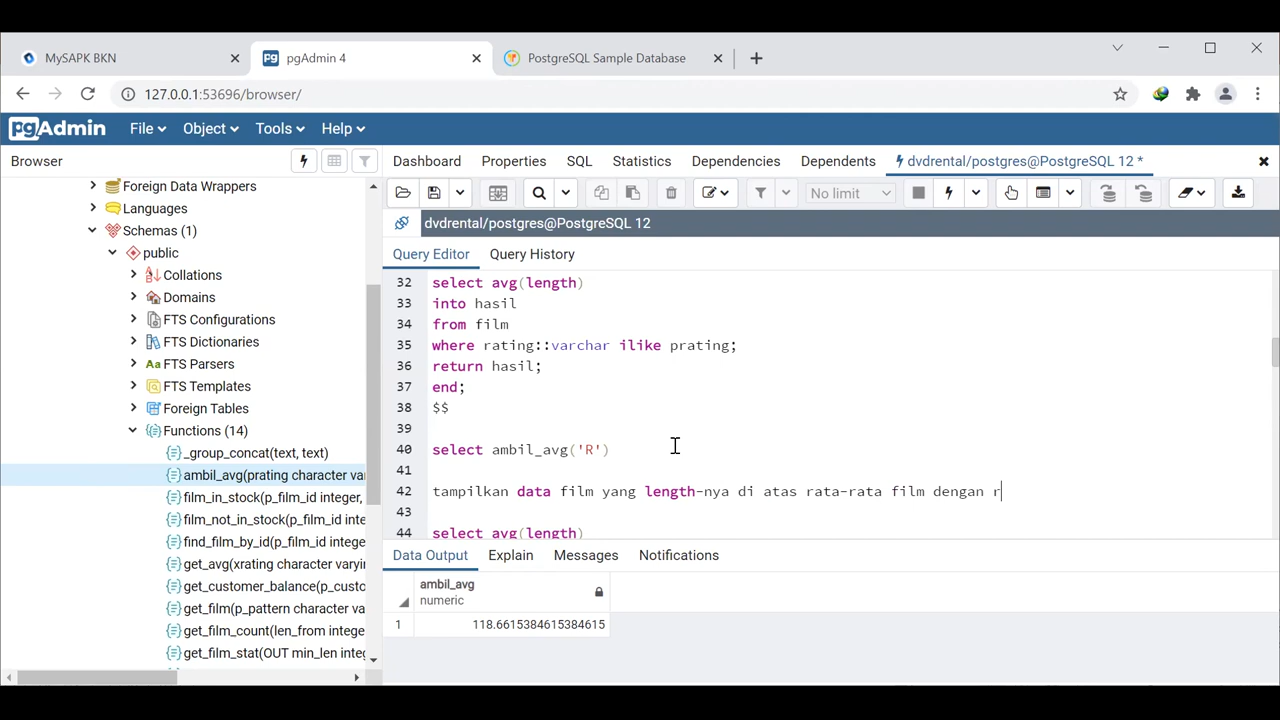 MySAPK BKN
pgAdmin 4
PostgreSQL Sample Database
127.0.0.1:53696/browser/
pgAdmin File Object Tools Help
Browser
Dashboard Properties SQL Statistics Dependencies Dependents dvdrental/postgres@PostgreSQL 12 *
No limit
dvdrental/postgres@PostgreSQL 12
Query Editor Query History
Foreign Data Wrappers
Languages
Schemas (1)
public
Collations
Domains
FTS Configurations
FTS Dictionaries
Aa FTS Parsers
FTS Templates
Foreign Tables
Functions (14)
_group_concat(text, text)
ambil_avg(prating character var
film_in_stock(p_film_id integer,
film_not_in_stock(p_film_id inte
find_film_by_id(p_film_id intege
get_avg(xrating character varyin
get_customer_balance(p_custo
get_film(p_pattern character va
get_film_count(len_from intege
get_film_stat(OUT min_len integ
32 select avg(length)
33 into hasil
34 from film
35 where rating::varchar ilike prating;
36 return hasil;
37 end;
38 $$
39
40 select ambil_avg('R')
41
42 tampilkan data film yang length-nya di atas rata-rata film dengan r
43
44 select avg(length)
Data Output Explain Messages Notifications
ambil_avg
numeric
1 118.6615384615384615